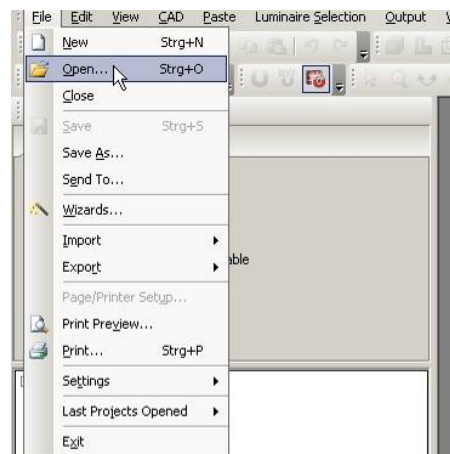 File Edit View CAD Paste Luminaire Selection Output
New Strg+N
Open... Strg+O
Close
Save Strg+S
Save As...
Send To...
Wizards...
Import
Export
able
Page/Printer Setup...
Print Preview...
Print... Strg+P
Settings
Last Projects Opened
Exit